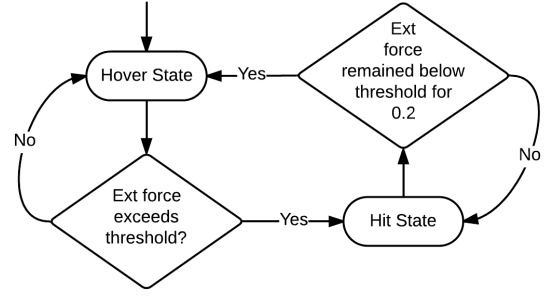 Hover State
Yes
Ext
force
remained below
threshold for
0.2
No
No
Ext force
exceeds
threshold?
Yes
Hit State